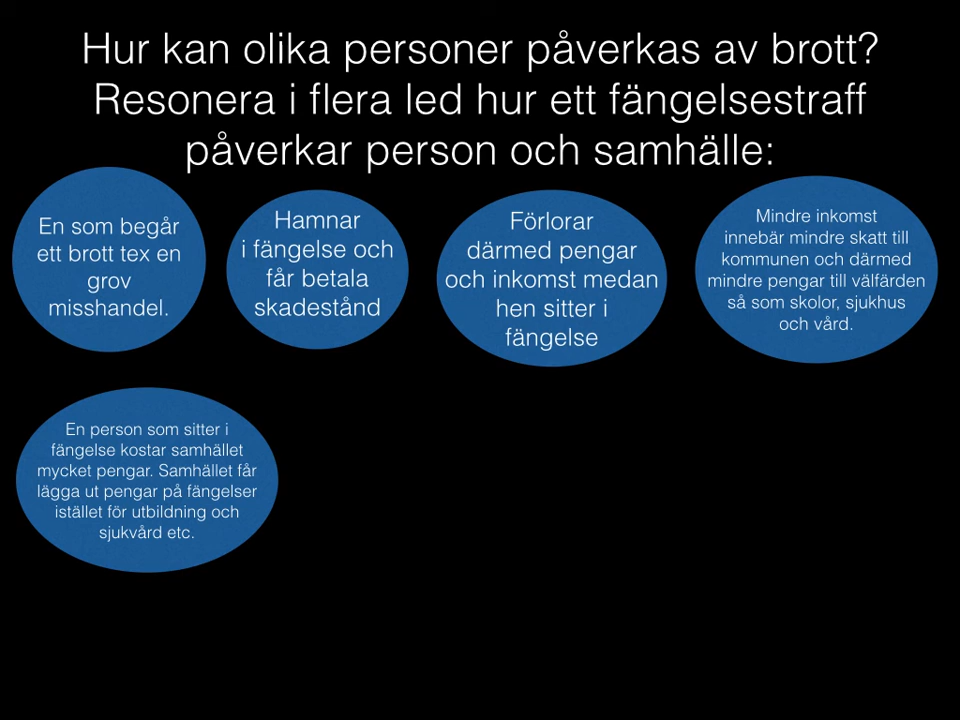 Hur kan olika personer påverkas av brott?
Resonera i flera led hur ett fängelsestraff
påverkar person och samhälle:
En som begår
ett brott tex en
grov
misshandel.
Hamnar
i fängelse och
får betala
skadestånd
Förlorar
därmed pengar
och inkomst medan
hen sitter i
fängelse
Mindre inkomst
innebär mindre skatt till
kommunen och därmed
mindre pengar till välfärden
så som skolor, sjukhus
och vård.
En person som sitter i
fängelse kostar samhället
mycket pengar. Samhället får
lägga ut pengar på fängelser
istället för utbildning och
sjukvård etc.